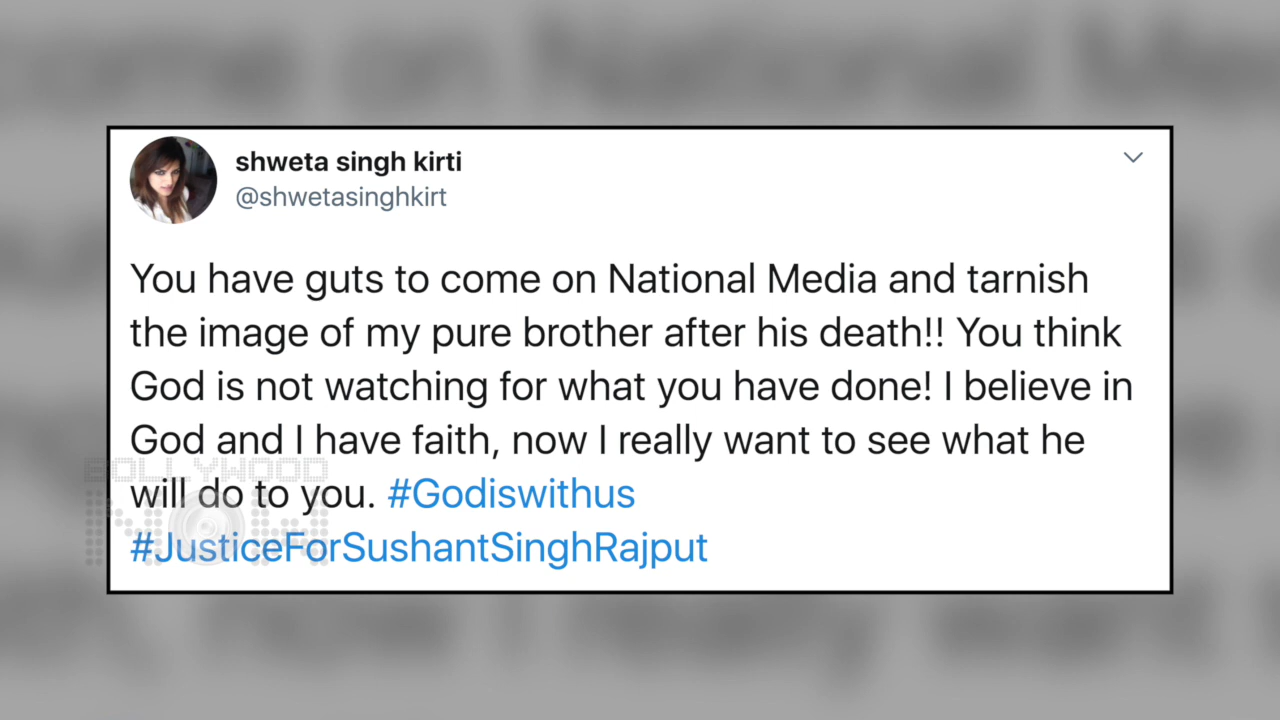 shweta singh kirti
@shwetasinghkirt
You have guts to come on National Media and tarnish
the image of my pure brother after his death!! You think
God is not watching for what you have done! I believe in
God and I have faith, now I really want to see what he
will do to you. #Godiswithus
#JusticeForSushantSinghRajput
BOLLYWOOD
NOW